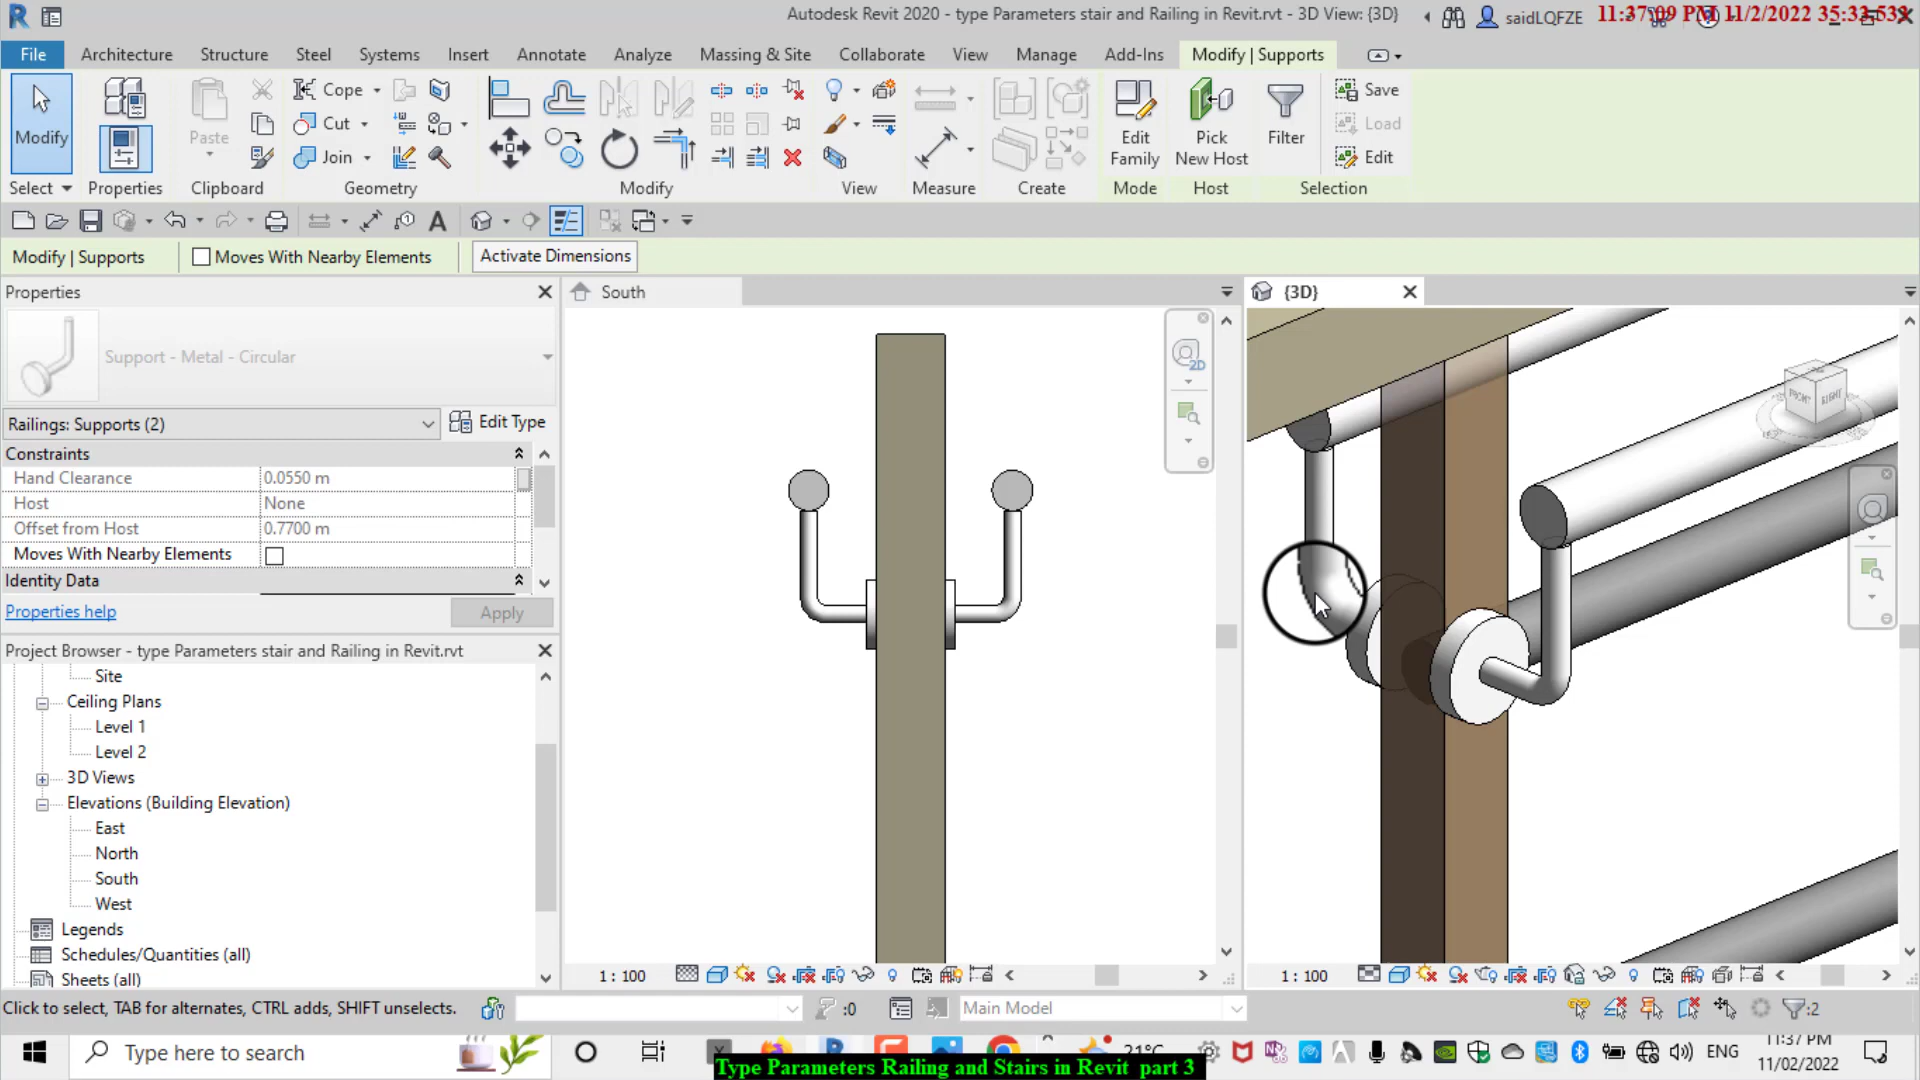 Autodesk Revit 2020 - type Parameters stair and Railing in Revit.rvt - 3D View: {3D}
saidLQFZE
11:37:09 PM 11/2/2022 35:33.533
File
Architecture
Structure
Steel
Systems
Insert
Annotate
Analyze
Massing & Site
Collaborate
View
Manage
Add-Ins
Modify | Supports
Modify
Paste
Cope
Cut
Join
Edit
Family
Pick
New Host
Filter
Save
Load
Edit
Select
Properties
Clipboard
Geometry
Modify
View
Measure
Create
Mode
Host
Selection
Modify | Supports
Moves With Nearby Elements
Activate Dimensions
Properties
South
{3D}
Support - Metal - Circular
Railings: Supports (2)
Edit Type
Constraints
Hand Clearance 0.0550 m
Host None
Offset from Host 0.7700 m
Moves With Nearby Elements
Identity Data
Properties help
Apply
2D
FRONT
RIGHT
Project Browser - type Parameters stair and Railing in Revit.rvt
Site
Ceiling Plans
Level 1
Level 2
3D Views
Elevations (Building Elevation)
East
North
South
West
Legends
Schedules/Quantities (all)
Sheets (all)
1 : 100
1 : 100
Click to select, TAB for alternates, CTRL adds, SHIFT unselects.
:0
Main Model
:2
Type here to search
21°C
ENG
11:37 PM
11/02/2022
Type Parameters Railing and Stairs in Revit part 3